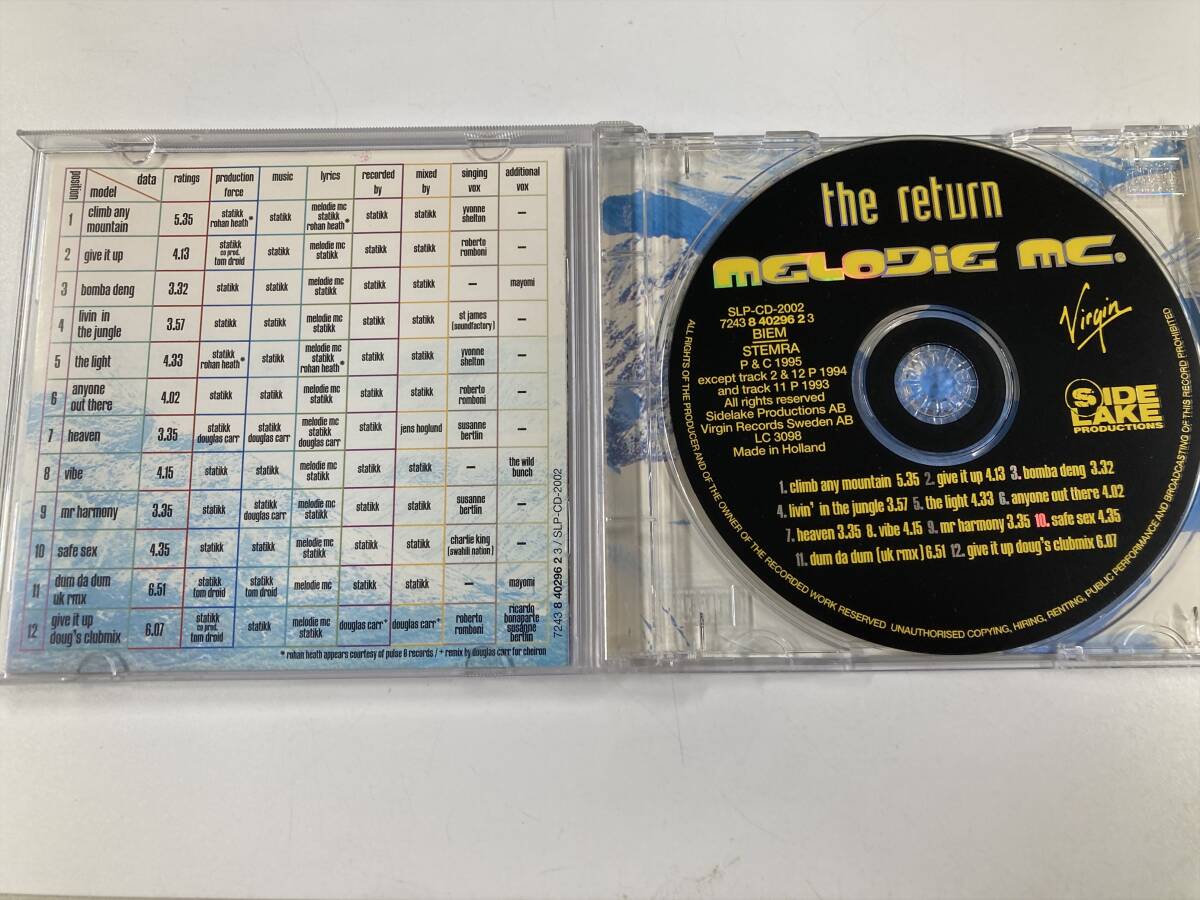 position model data ratings production force music lyrics recorded by mixed by singing vox additional vox
1 climb any mountain 5.35 statikk rohan heath* statikk melodie mc statikk rohan heath* statikk statikk yvonne shelton –
2 give it up 4.13 statikk co prod. tom droid statikk melodie mc statikk statikk statikk roberto romboni –
3 bomba deng 3.32 statikk statikk melodie mc statikk statikk statikk – mayomi
4 livin in the jungle 3.57 statikk statikk melodie mc statikk statikk statikk st james (soundfactory) –
5 the light 4.33 statikk rohan heath* statikk melodie mc statikk rohan heath* statikk statikk yvonne shelton –
6 anyone out there 4.02 statikk statikk melodie mc statikk statikk statikk roberto romboni –
7 heaven 3.35 statikk douglas carr statikk douglas carr melodie mc statikk douglas carr statikk jens hoglund susanne bertlin –
8 vibe 4.15 statikk statikk melodie mc statikk statikk statikk – the wild bunch
9 mr harmony 3.35 statikk statikk douglas carr melodie mc statikk statikk statikk susanne bertlin –
10 safe sex 4.35 statikk statikk melodie mc statikk statikk statikk charlie king (swahili nation) –
11 dum da dum uk rmx 6.51 statikk tom droid statikk tom droid melodie mc statikk statikk – mayomi
12 give it up doug's clubmix 6.07 statikk co prod. tom droid statikk melodie mc statikk douglas carr+ douglas carr+ roberto romboni ricardo bonaparte susanne bertlin
* rohan heath appears courtesy of pulse 8 records / + remix by douglas carr for cheiron
7243 8 40296 2 3 / SLP-CD-2002
the return
MELODIE MC.
SLP-CD-2002
7243 8 40296 2 3
BIEM
STEMRA
P & C 1995
except track 2 & 12 P 1994
and track 11 P 1993
All rights reserved
Sidelake Productions AB
Virgin Records Sweden AB
LC 3098
Made in Holland
Virgin
SIDE
LAKE
PRODUCTIONS
1. climb any mountain 5.35 2. give it up 4.13 3. bomba deng 3.32
4. livin' in the jungle 3.57 5. the light 4.33 6. anyone out there 4.02
7. heaven 3.35 8. vibe 4.15 9. mr harmony 3.35 10. safe sex 4.35
11. dum da dum (uk rmx) 6.51 12. give it up doug's clubmix 6.07
ALL RIGHTS OF THE PRODUCER AND OF THE OWNER OF THE RECORDED WORK RESERVED UNAUTHORISED COPYING, HIRING, RENTING, PUBLIC PERFORMANCE AND BROADCASTING OF THIS RECORD PROHIBITED